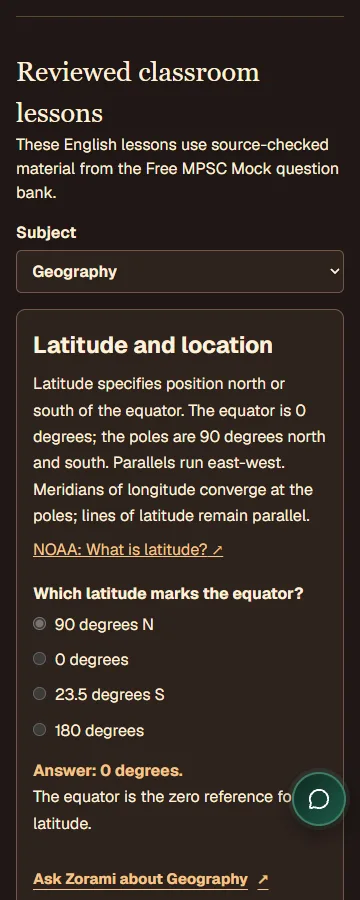 Reviewed classroom
lessons
These English lessons use source-checked
material from the Free MPSC Mock question
bank.
Subject
Geography
Latitude and location
Latitude specifies position north or
south of the equator. The equator is 0
degrees; the poles are 90 degrees north
and south. Parallels run east-west.
Meridians of longitude converge at the
poles; lines of latitude remain parallel.
NOAA: What is latitude? ↗
Which latitude marks the equator?
90 degrees N
0 degrees
23.5 degrees S
180 degrees
Answer: 0 degrees.
The equator is the zero reference
latitude.
Ask Zorami about Geography ↗